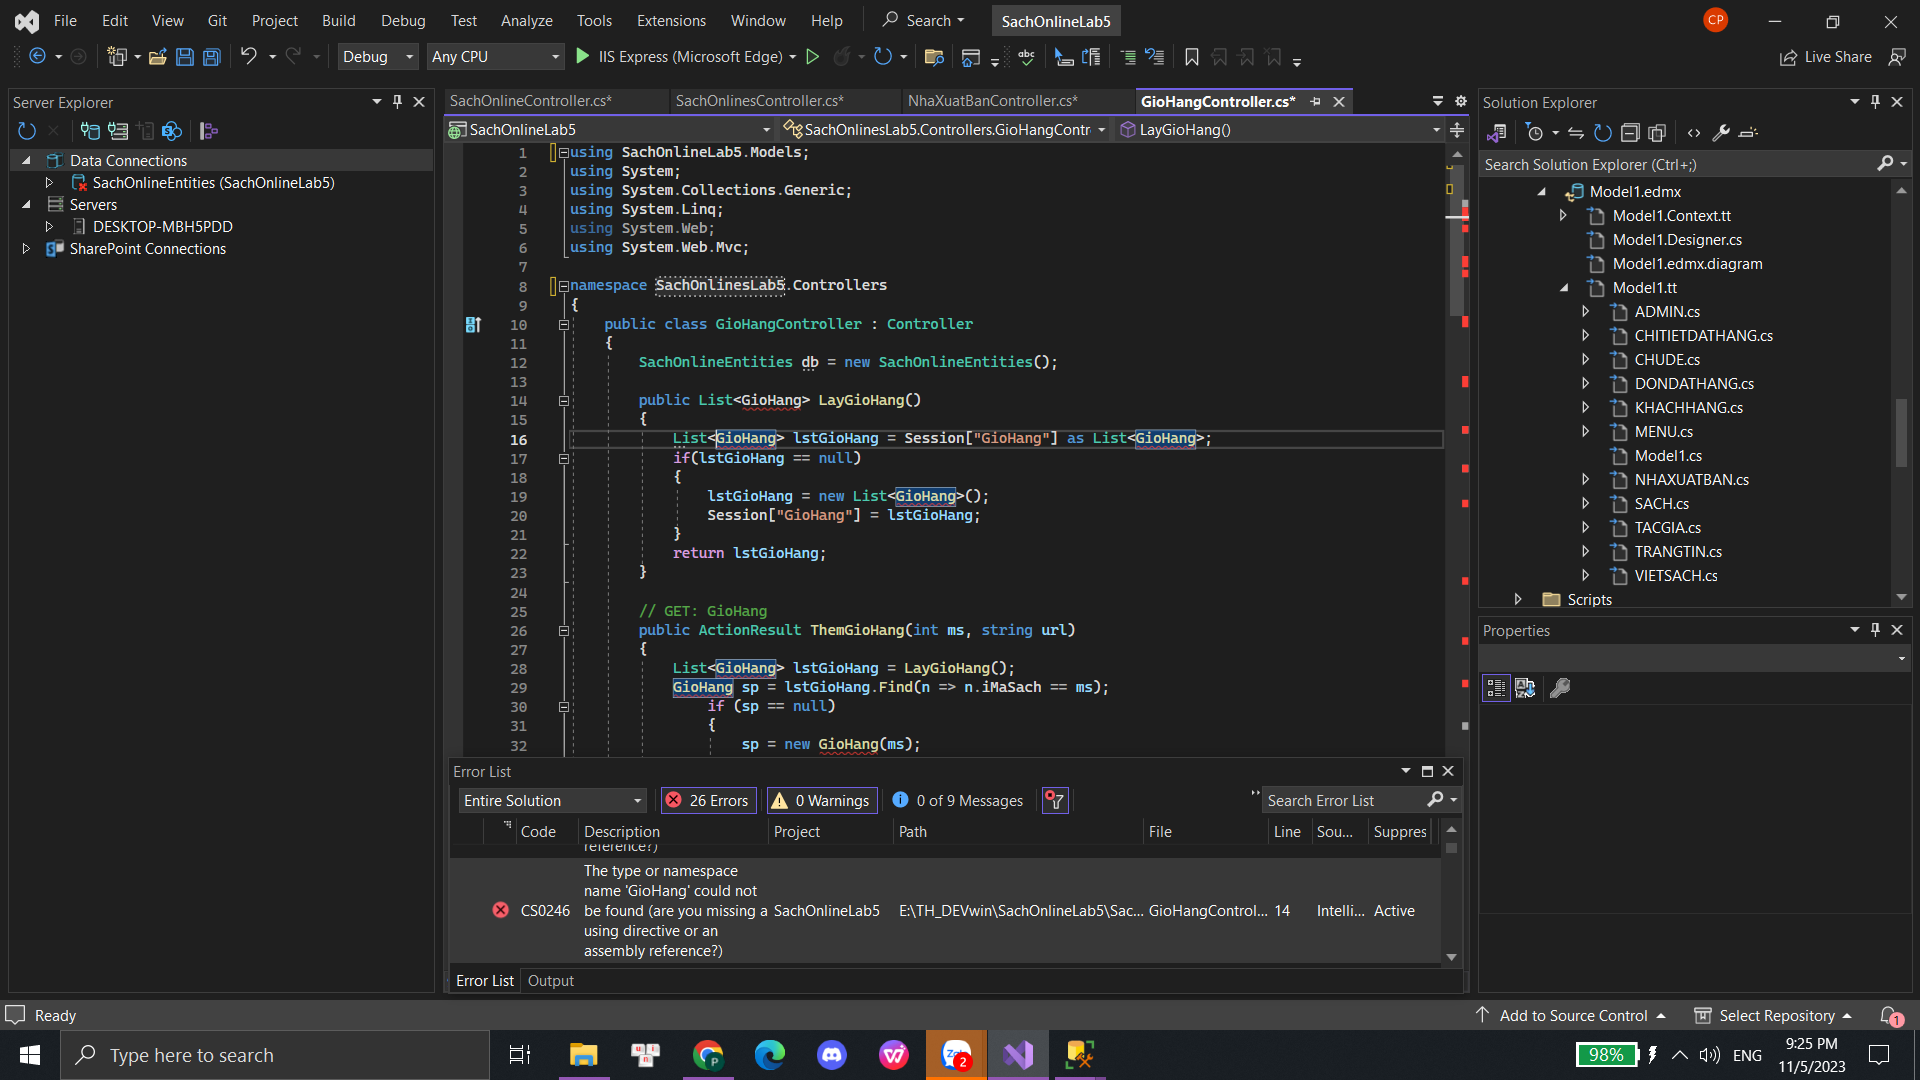 File Edit View Git Project Build Debug Test Analyze Tools Extensions Window Help Search SachOnlineLab5 CP
Debug Any CPU IIS Express (Microsoft Edge) Live Share
Server Explorer
Data Connections
SachOnlineEntities (SachOnlineLab5)
Servers
DESKTOP-MBH5PDD
SharePoint Connections
SachOnlineController.cs* SachOnlinesController.cs* NhaXuatBanController.cs* GioHangController.cs*
SachOnlineLab5 SachOnlinesLab5.Controllers.GioHangContr LayGioHang()
1 using SachOnlineLab5.Models;
2 using System;
3 using System.Collections.Generic;
4 using System.Linq;
5 using System.Web;
6 using System.Web.Mvc;
7
8 namespace SachOnlinesLab5.Controllers
9 {
10 public class GioHangController : Controller
11 {
12 SachOnlineEntities db = new SachOnlineEntities();
13
14 public List<GioHang> LayGioHang()
15 {
16 List<GioHang> lstGioHang = Session["GioHang"] as List<GioHang>;
17 if(lstGioHang == null)
18 {
19 lstGioHang = new List<GioHang>();
20 Session["GioHang"] = lstGioHang;
21 }
22 return lstGioHang;
23 }
24
25 // GET: GioHang
26 public ActionResult ThemGioHang(int ms, string url)
27 {
28 List<GioHang> lstGioHang = LayGioHang();
29 GioHang sp = lstGioHang.Find(n => n.iMaSach == ms);
30 if (sp == null)
31 {
32 sp = new GioHang(ms);
Error List
Entire Solution 26 Errors 0 Warnings 0 of 9 Messages Search Error List
Code Description Project Path File Line Sou... Suppres
reference?)
The type or namespace
name 'GioHang' could not
CS0246 be found (are you missing a SachOnlineLab5 E:\TH_DEVwin\SachOnlineLab5\Sac... GioHangControl... 14 Intelli... Active
using directive or an
assembly reference?)
Error List Output
Solution Explorer
Search Solution Explorer (Ctrl+;)
Model1.edmx
Model1.Context.tt
Model1.Designer.cs
Model1.edmx.diagram
Model1.tt
ADMIN.cs
CHITIETDATHANG.cs
CHUDE.cs
DONDATHANG.cs
KHACHHANG.cs
MENU.cs
Model1.cs
NHAXUATBAN.cs
SACH.cs
TACGIA.cs
TRANGTIN.cs
VIETSACH.cs
Scripts
Properties
Ready Add to Source Control Select Repository 1
Type here to search 2 98% ENG 9:25 PM
11/5/2023